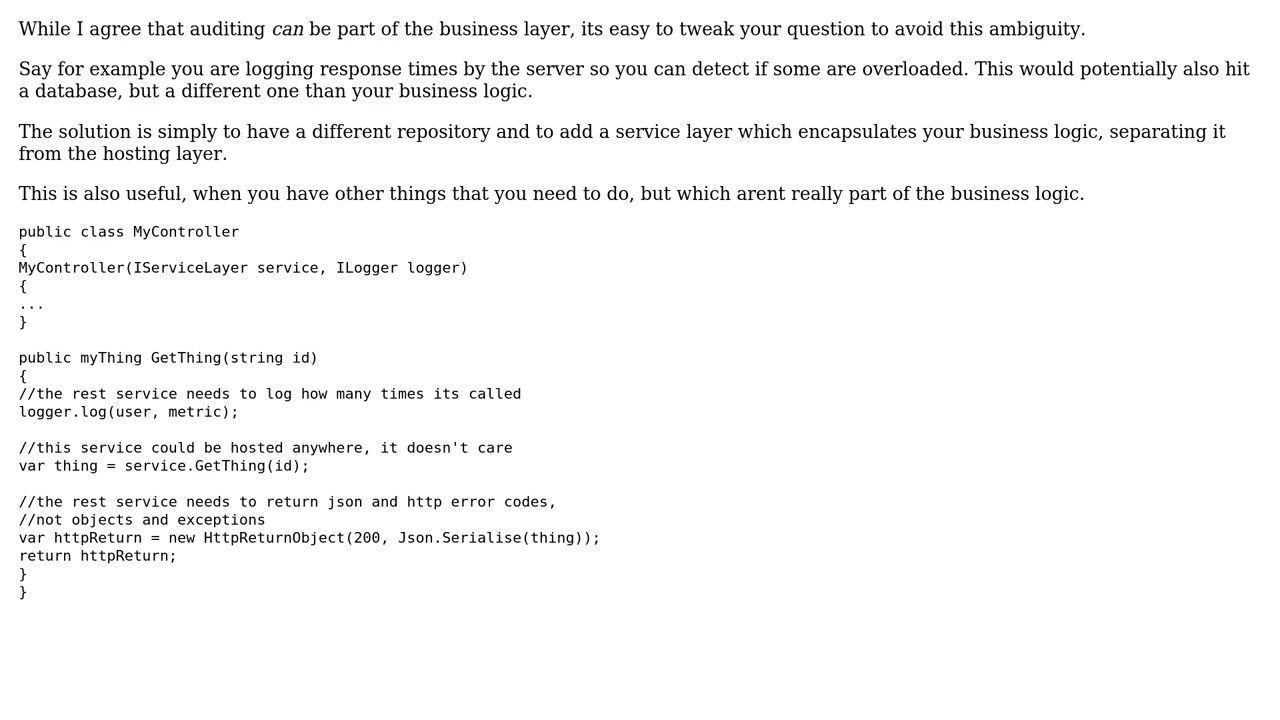 While I agree that auditing can be part of the business layer, its easy to tweak your question to avoid this ambiguity.
Say for example you are logging response times by the server so you can detect if some are overloaded. This would potentially also hit
a database, but a different one than your business logic.
The solution is simply to have a different repository and to add a service layer which encapsulates your business logic, separating it
from the hosting layer.
This is also useful, when you have other things that you need to do, but which arent really part of the business logic.
public class MyController
{
MyController(IServiceLayer service, ILogger logger)
{
...
}
public myThing GetThing(string id)
{
//the rest service needs to log how many times its called
logger.log(user, metric);
//this service could be hosted anywhere, it doesn't care
var thing = service.GetThing(id);
//the rest service needs to return json and http error codes,
//not objects and exceptions
var httpReturn = new HttpReturnObject(200, Json.Serialise(thing));
return httpReturn;
}
}